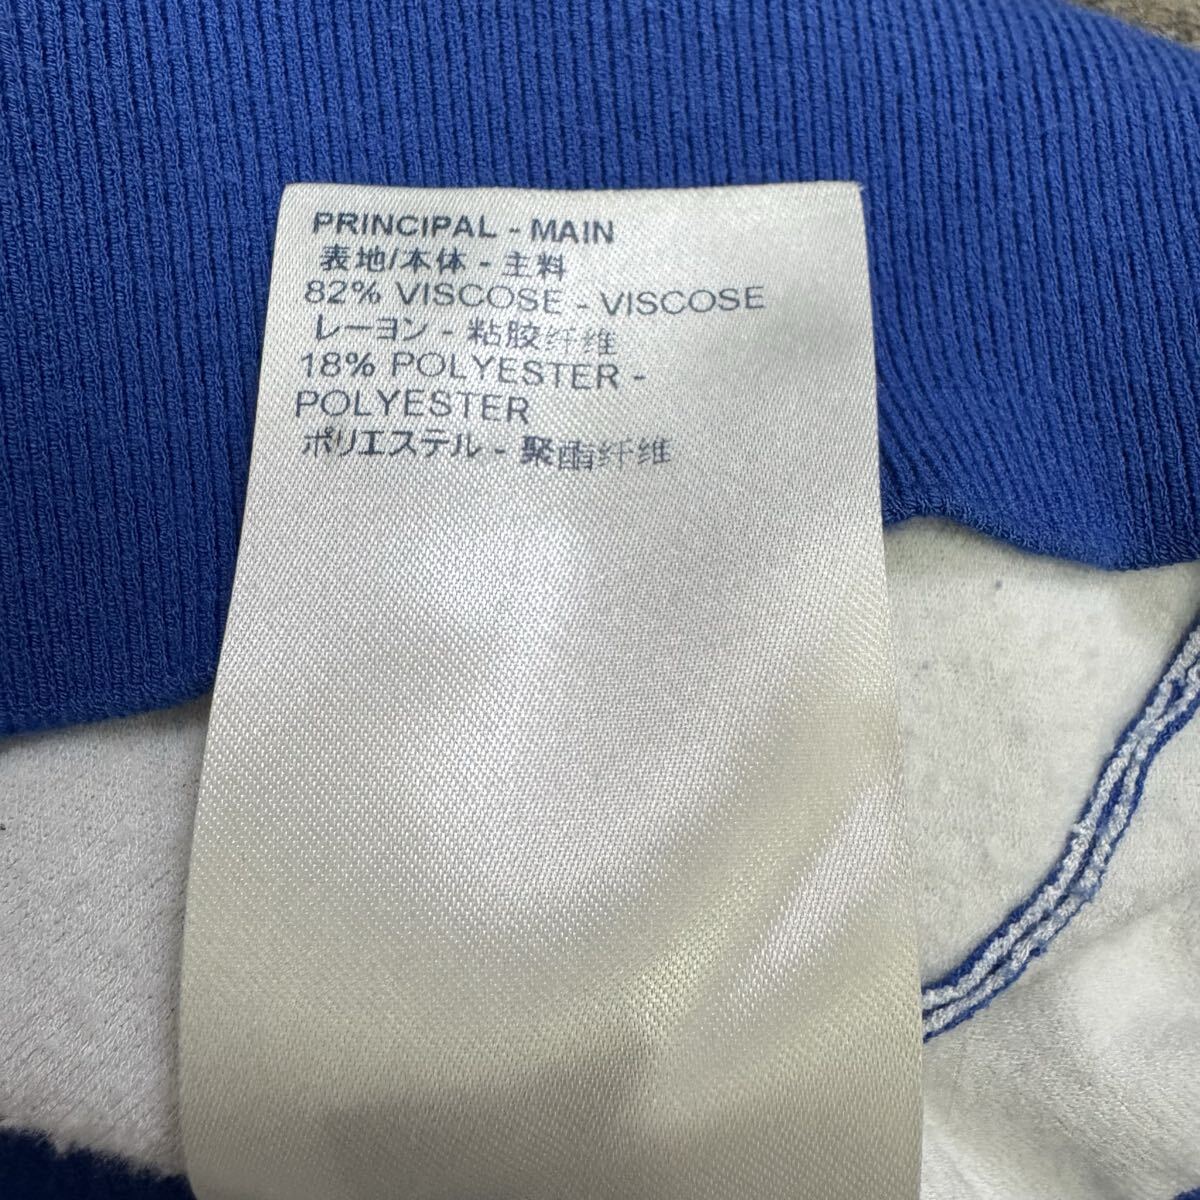 PRINCIPAL - MAIN
表地/本体 - 主料
82% VISCOSE - VISCOSE
レーヨン - 粘胶纤维
18% POLYESTER -
POLYESTER
ポリエステル - 聚酯纤维